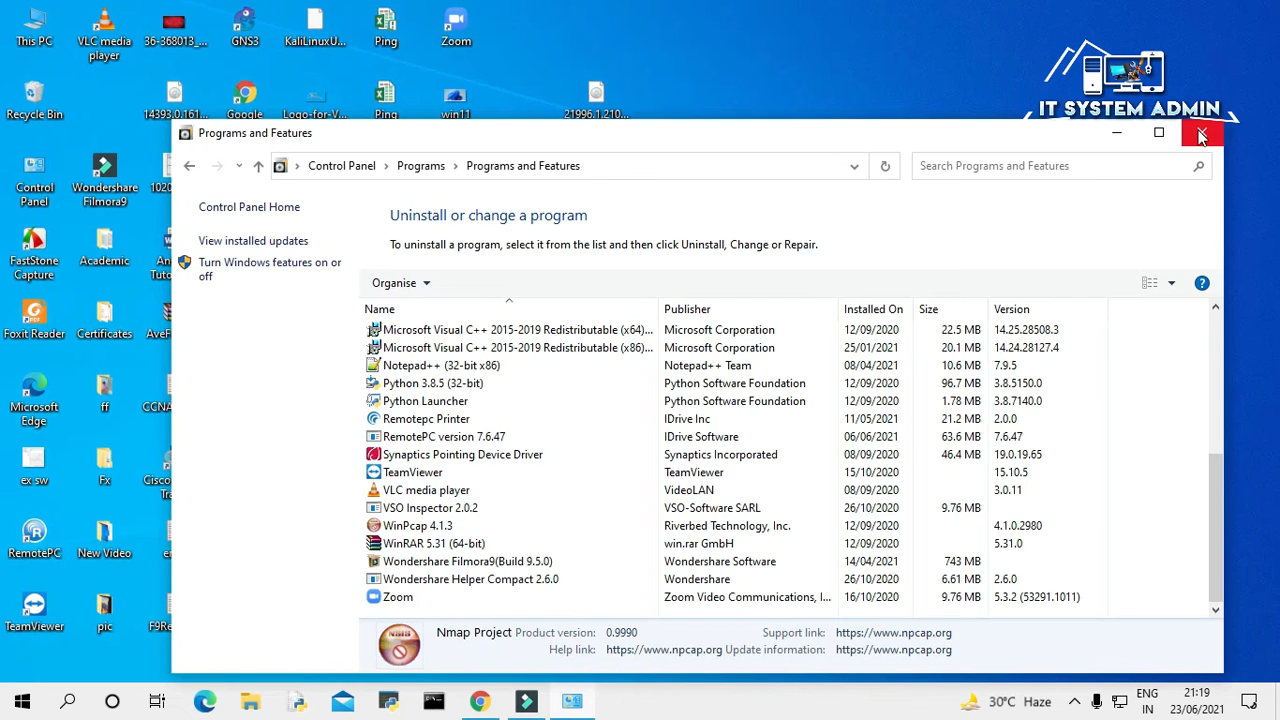 This PC
VLC media player
36-368013_...
GNS3
KaliLinuxU...
Ping
Zoom
Recycle Bin
14393.0.161...
Google
Logo-for-V...
Ping
win11
21996.1.210...
IT SYSTEM ADMIN
Control Panel
Wondershare Filmora9
1020
FastStone Capture
Academic
An
Tuto
Foxit Reader
Certificates
AveF
Microsoft Edge
ff
CCNA
ex sw
Fx
Cisco
Tra
RemotePC
New Video
en
TeamViewer
pic
F9Re
Programs and Features
Control Panel > Programs > Programs and Features
Search Programs and Features
Control Panel Home
View installed updates
Turn Windows features on or off
Uninstall or change a program
To uninstall a program, select it from the list and then click Uninstall, Change or Repair.
Organise
Name Publisher Installed On Size Version
Microsoft Visual C++ 2015-2019 Redistributable (x64)... Microsoft Corporation 12/09/2020 22.5 MB 14.25.28508.3
Microsoft Visual C++ 2015-2019 Redistributable (x86)... Microsoft Corporation 25/01/2021 20.1 MB 14.24.28127.4
Notepad++ (32-bit x86) Notepad++ Team 08/04/2021 10.6 MB 7.9.5
Python 3.8.5 (32-bit) Python Software Foundation 12/09/2020 96.7 MB 3.8.5150.0
Python Launcher Python Software Foundation 12/09/2020 1.78 MB 3.8.7140.0
Remotepc Printer IDrive Inc 11/05/2021 21.2 MB 2.0.0
RemotePC version 7.6.47 IDrive Software 06/06/2021 63.6 MB 7.6.47
Synaptics Pointing Device Driver Synaptics Incorporated 08/09/2020 46.4 MB 19.0.19.65
TeamViewer TeamViewer 15/10/2020 15.10.5
VLC media player VideoLAN 08/09/2020 3.0.11
VSO Inspector 2.0.2 VSO-Software SARL 26/10/2020 9.76 MB
WinPcap 4.1.3 Riverbed Technology, Inc. 12/09/2020 4.1.0.2980
WinRAR 5.31 (64-bit) win.rar GmbH 12/09/2020 5.31.0
Wondershare Filmora9(Build 9.5.0) Wondershare Software 14/04/2021 743 MB
Wondershare Helper Compact 2.6.0 Wondershare 26/10/2020 6.61 MB 2.6.0
Zoom Zoom Video Communications, I... 16/10/2020 9.76 MB 5.3.2 (53291.1011)
Nmap Project Product version: 0.9990 Support link: https://www.npcap.org
Help link: https://www.npcap.org Update information: https://www.npcap.org
30°C Haze
ENG
IN
21:19
23/06/2021